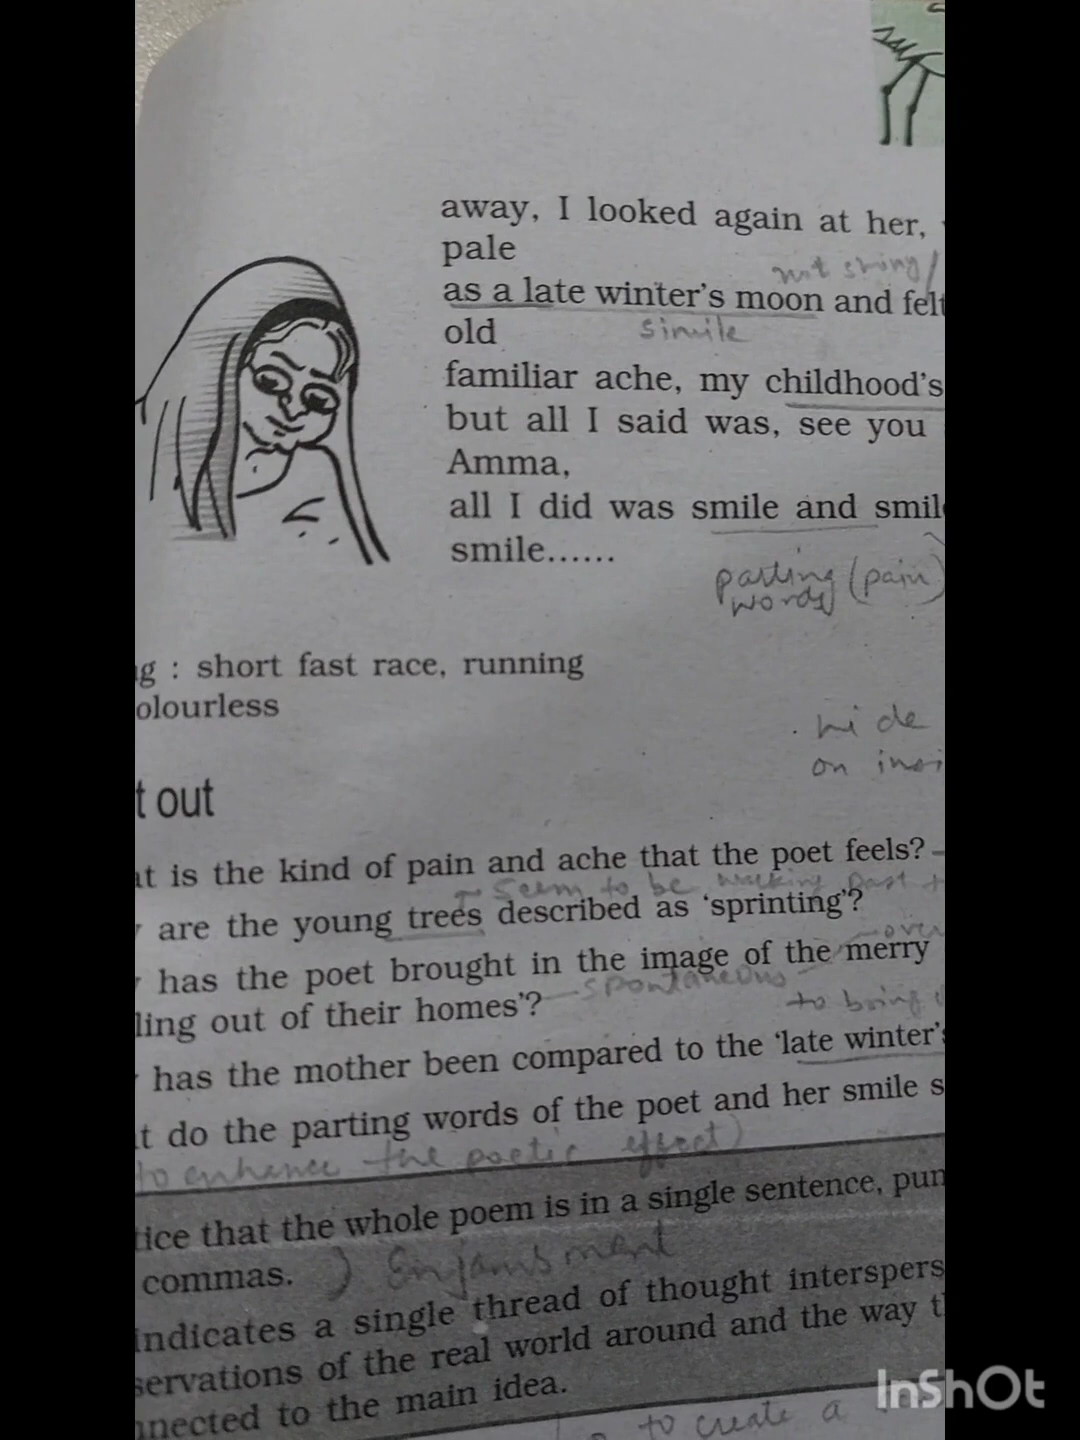 away, I looked again at her,
pale
not shiny/
as a late winter's moon and felt
simile
old
familiar ache, my childhood's
but all I said was, see you
Amma,
all I did was smile and smile
smile......
parting (pain)
words
g : short fast race, running
olourless
hide
on insi
t out
at is the kind of pain and ache that the poet feels?
seem to be walking past
are the young trees described as 'sprinting'?
over
has the poet brought in the image of the merry
spontaneous
ling out of their homes'?
to bring
has the mother been compared to the 'late winter's
t do the parting words of the poet and her smile s
to enhance the poetic effect)
tice that the whole poem is in a single sentence, pun
commas.
) Enjambment
indicates a single thread of thought interspers
servations of the real world around and the way t
nnected to the main idea.
to create a
InShOt